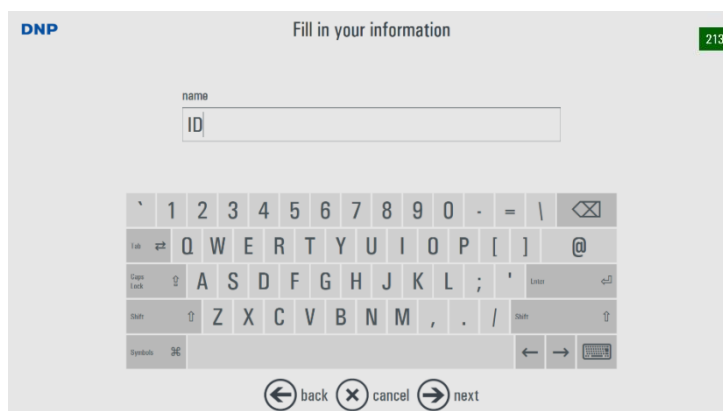 DNP
Fill in your information
213
name
ID
` 1 2 3 4 5 6 7 8 9 0 - = \
Tab Q W E R T Y U I O P [ ] @
Caps Lock A S D F G H J K L ; ' Enter
Shift Z X C V B N M , . / Shift
Symbols ⌘ ← →
back cancel next